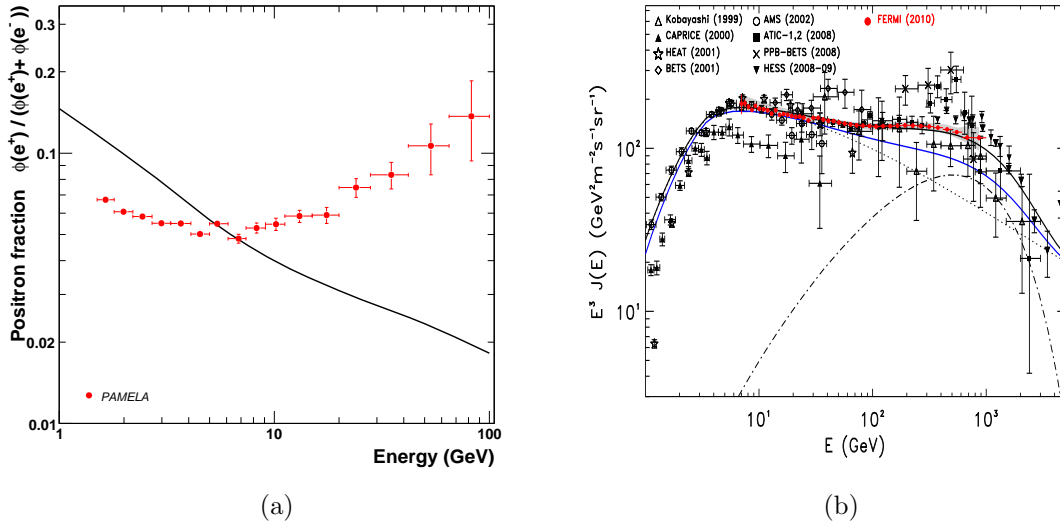 Positron fraction φ(e⁺) / (φ(e⁺)+ φ(e⁻))
0.3
0.2
0.1
0.02
0.01
PAMELA
1
10
100
Energy (GeV)
(a)
Kobayashi (1999)
CAPRICE (2000)
HEAT (2001)
BETS (2001)
AMS (2002)
ATIC-1,2 (2008)
PPB-BETS (2008)
HESS (2008-09)
FERMI (2010)
E³ J(E) (GeV²m⁻²s⁻¹sr⁻¹)
10²
10¹
10¹
10²
10³
E (GeV)
(b)